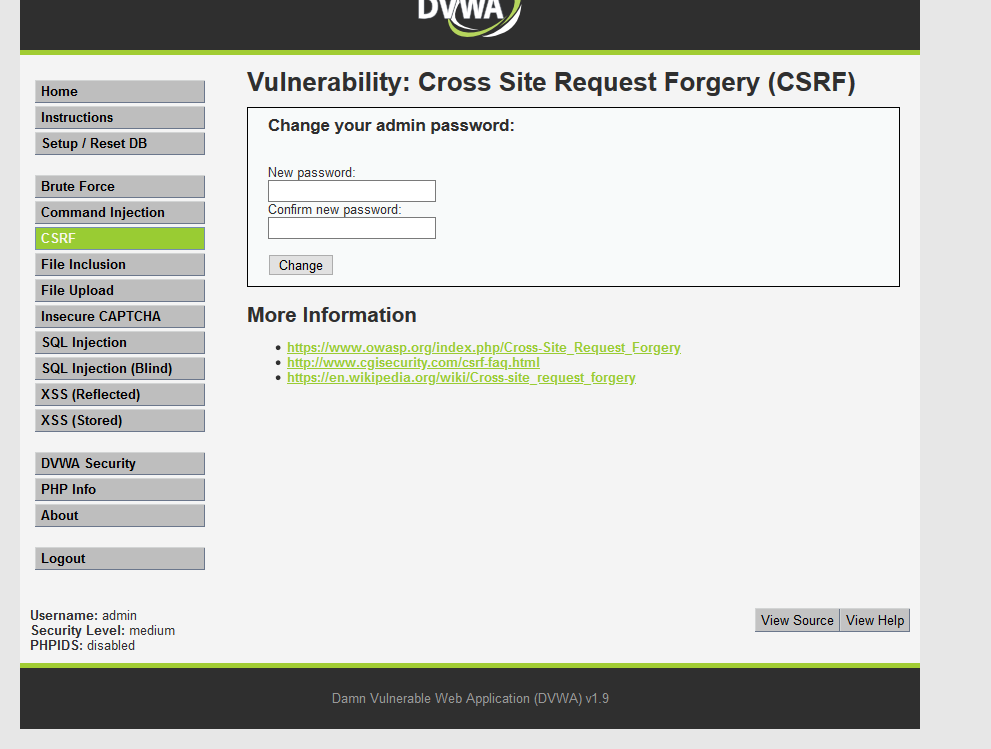 DVWA
Home
Instructions
Setup / Reset DB
Brute Force
Command Injection
CSRF
File Inclusion
File Upload
Insecure CAPTCHA
SQL Injection
SQL Injection (Blind)
XSS (Reflected)
XSS (Stored)
DVWA Security
PHP Info
About
Logout
Vulnerability: Cross Site Request Forgery (CSRF)
Change your admin password:
New password:
Confirm new password:
Change
More Information
https://www.owasp.org/index.php/Cross-Site_Request_Forgery
http://www.cgisecurity.com/csrf-faq.html
https://en.wikipedia.org/wiki/Cross-site_request_forgery
Username: admin
Security Level: medium
PHPIDS: disabled
View Source
View Help
Damn Vulnerable Web Application (DVWA) v1.9